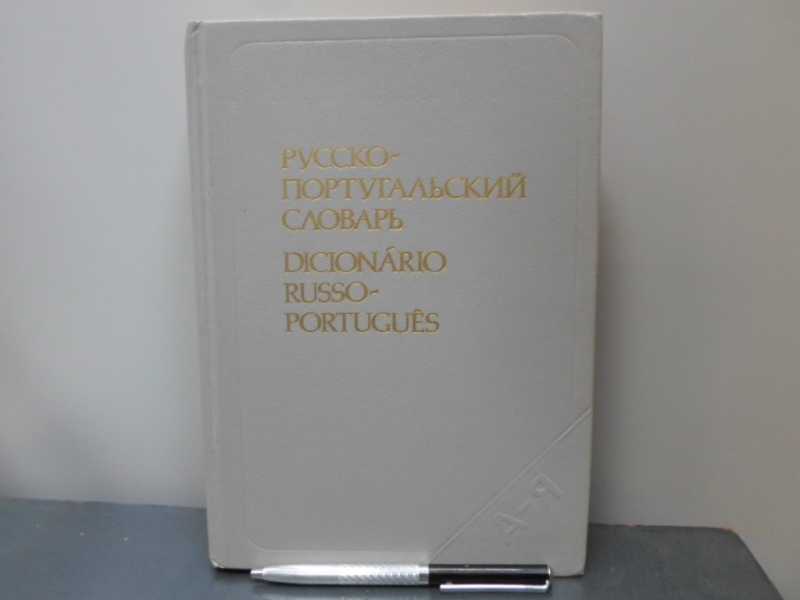 РУССКО-
ПОРТУГАЛЬСКИЙ
СЛОВАРЬ
DICIONÁRIO
RUSSO-
PORTUGUÊS
А-Я